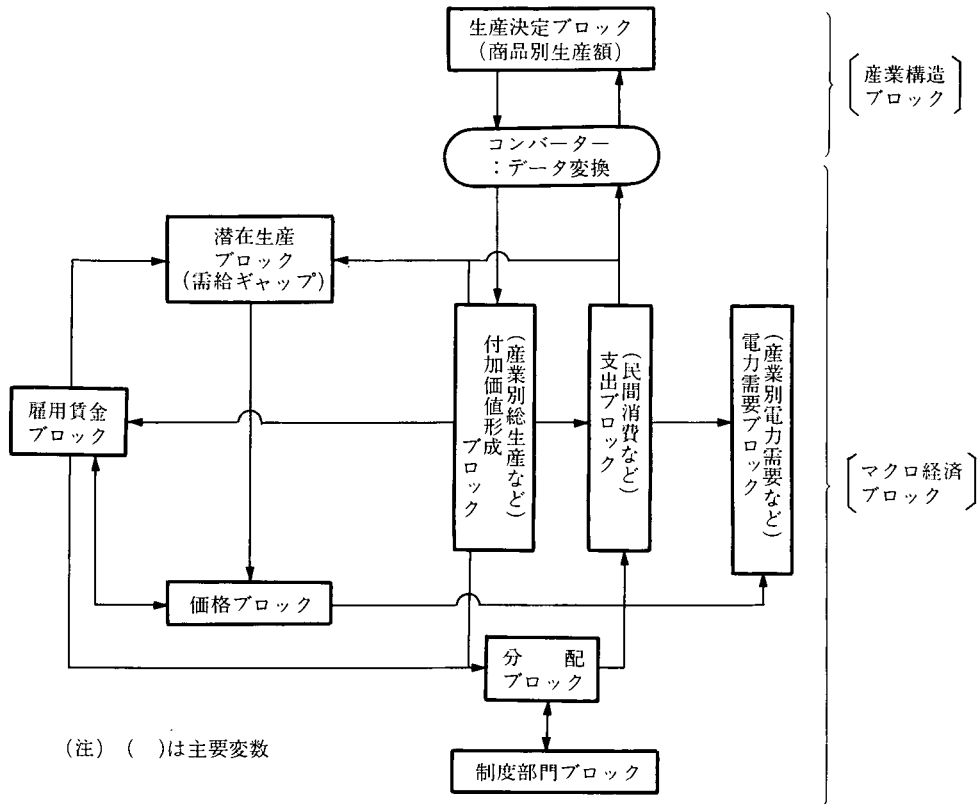 生産決定ブロック
(商品別生産額)
産業構造
ブロック
コンバーター
：データ変換
潜在生産
ブロック
(需給ギャップ)
雇用賃金
ブロック
付加価値形成
ブロック
(産業別総生産など)
支出ブロック
(民間消費など)
電力需要ブロック
(産業別電力需要など)
マクロ経済
ブロック
価格ブロック
分　配
ブロック
制度部門ブロック
(注)　(　)は主要変数